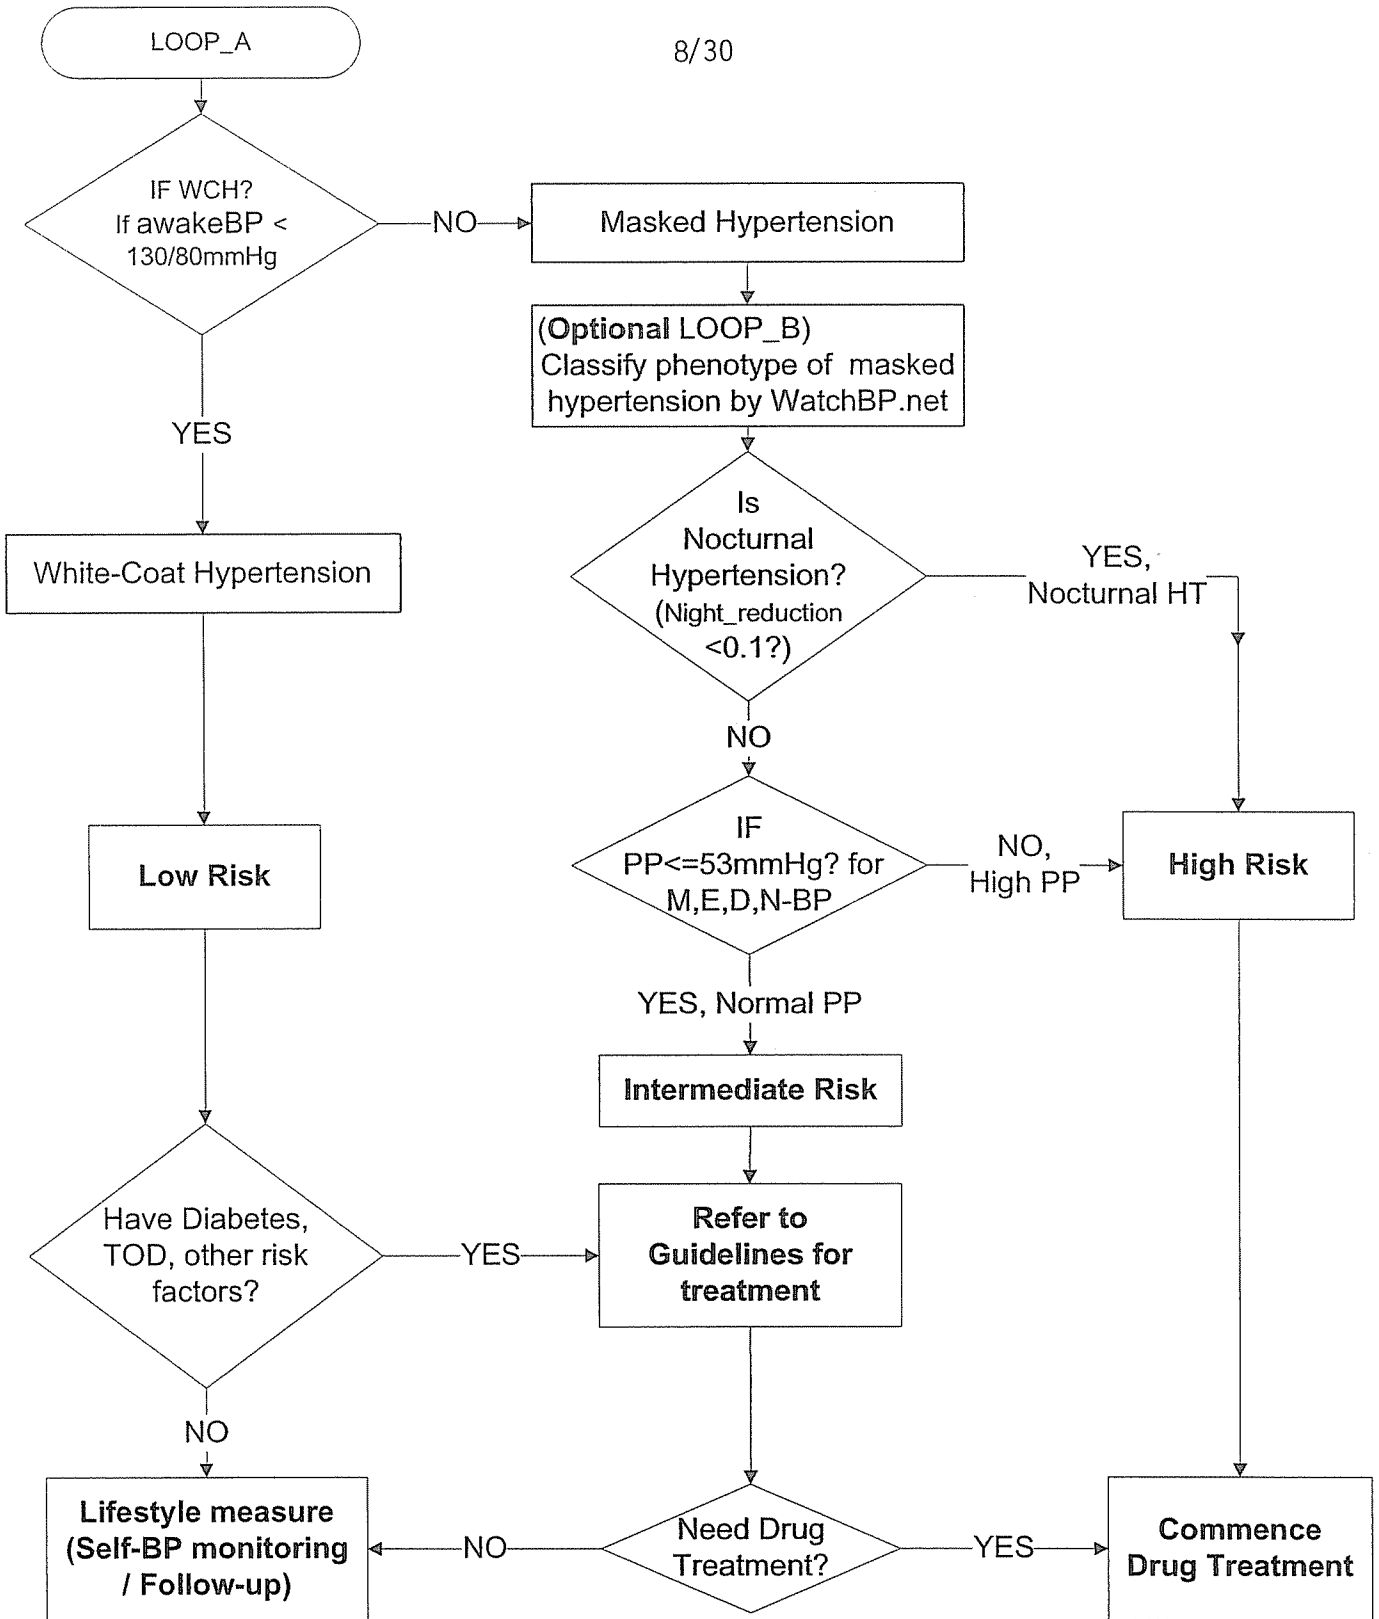 LOOP_A
8/30
IF WCH?
If awakeBP <
130/80mmHg
NO
Masked Hypertension
(Optional LOOP_B)
Classify phenotype of masked
hypertension by WatchBP.net
YES
White-Coat Hypertension
Is
Nocturnal
Hypertension?
(Night_reduction
<0.1?)
YES,
Nocturnal HT
NO
Low Risk
IF
PP<=53mmHg? for
M,E,D,N-BP
NO,
High PP
High Risk
YES, Normal PP
Intermediate Risk
Have Diabetes,
TOD, other risk
factors?
YES
Refer to
Guidelines for
treatment
NO
Lifestyle measure
(Self-BP monitoring
/ Follow-up)
NO
Need Drug
Treatment?
YES
Commence
Drug Treatment